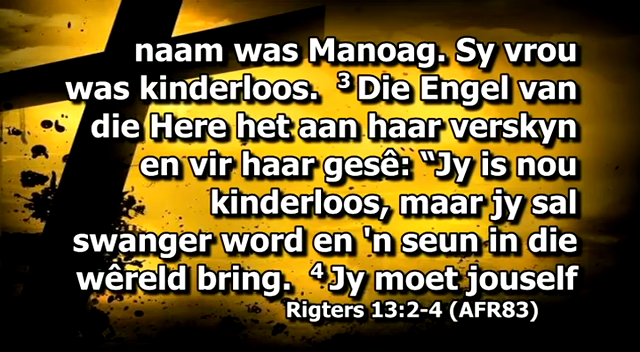 naam was Manoag. Sy vrou
was kinderloos. ³ Die Engel van
die Here het aan haar verskyn
en vir haar gesê: “Jy is nou
kinderloos, maar jy sal
swanger word en 'n seun in die
wêreld bring. ⁴ Jy moet jouself
Rigters 13:2-4 (AFR83)